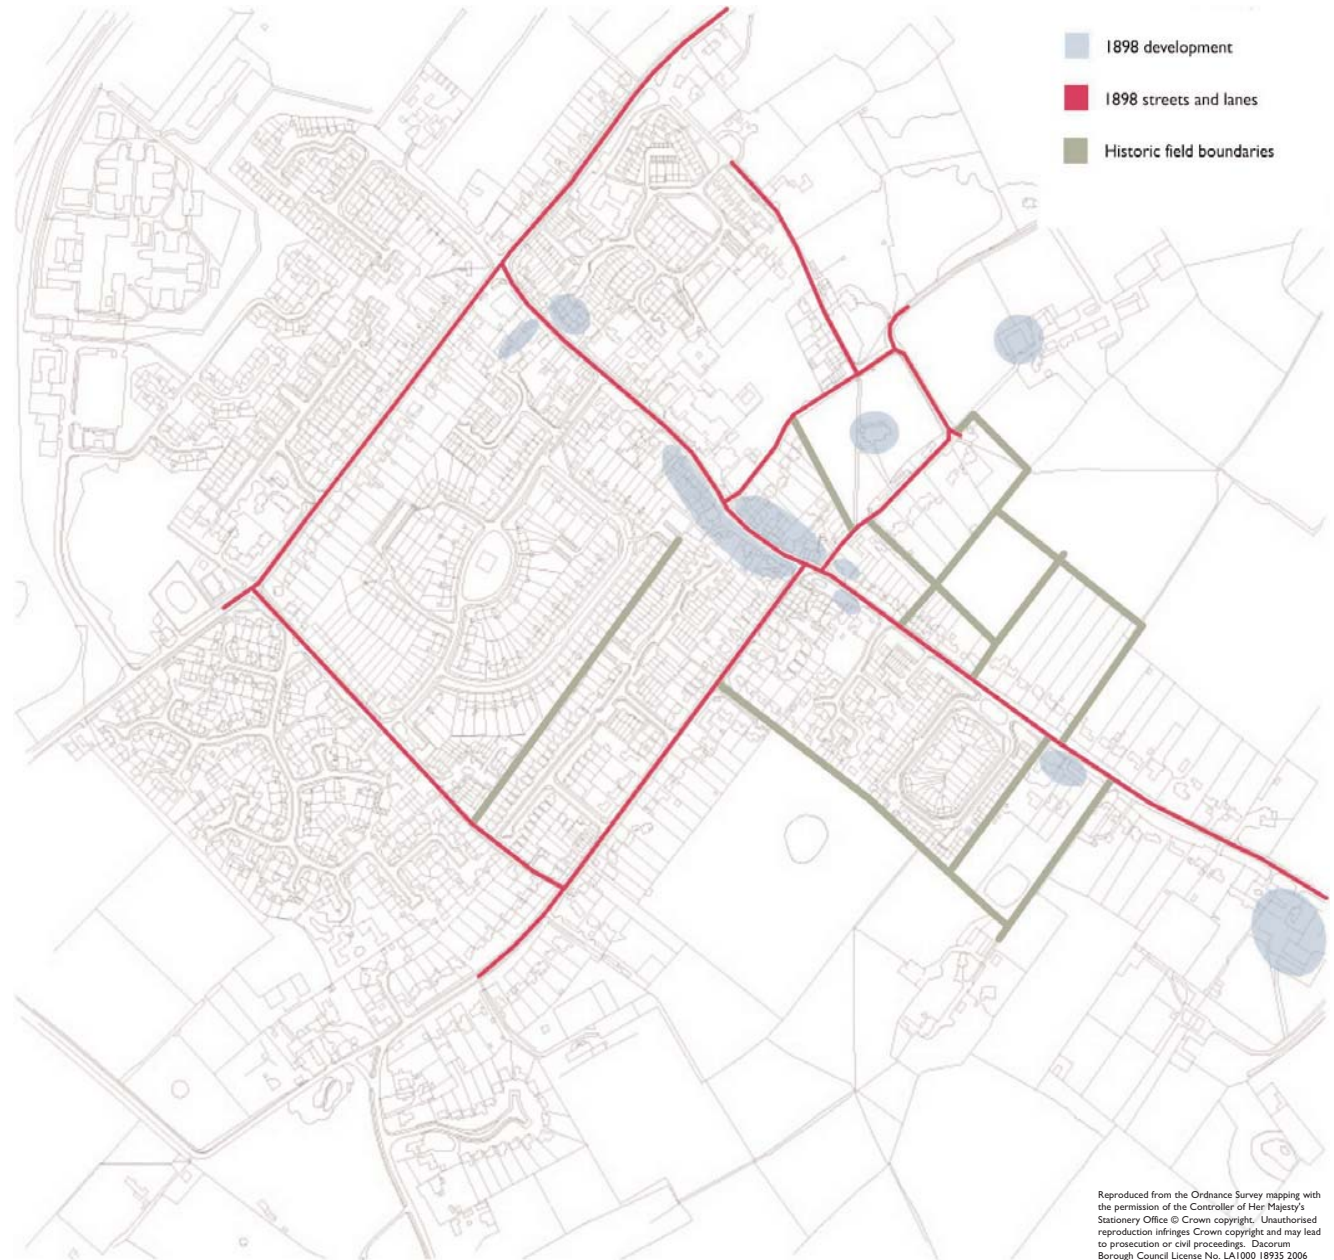 1898 development
1898 streets and lanes
Historic field boundaries
Reproduced from the Ordnance Survey mapping with
the permission of the Controller of Her Majesty's
Stationery Office © Crown copyright. Unauthorised
reproduction infringes Crown copyright and may lead
to prosecution or civil proceedings. Dacorum
Borough Council License No. LA1000 18935 2006